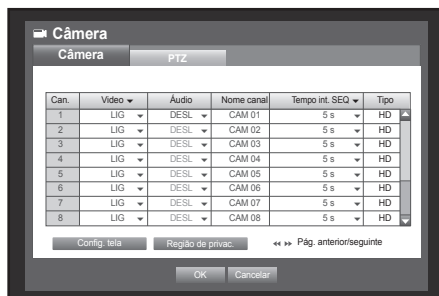 Câmera
Câmera PTZ
Can. Video Áudio Nome canal Tempo int. SEQ Tipo
1 LIG DESL CAM 01 5 s HD
2 LIG DESL CAM 02 5 s HD
3 LIG DESL CAM 03 5 s HD
4 LIG DESL CAM 04 5 s HD
5 LIG DESL CAM 05 5 s HD
6 LIG DESL CAM 06 5 s HD
7 LIG DESL CAM 07 5 s HD
8 LIG DESL CAM 08 5 s HD
Config. tela Região de privac. Pág. anterior/seguinte
OK Cancelar